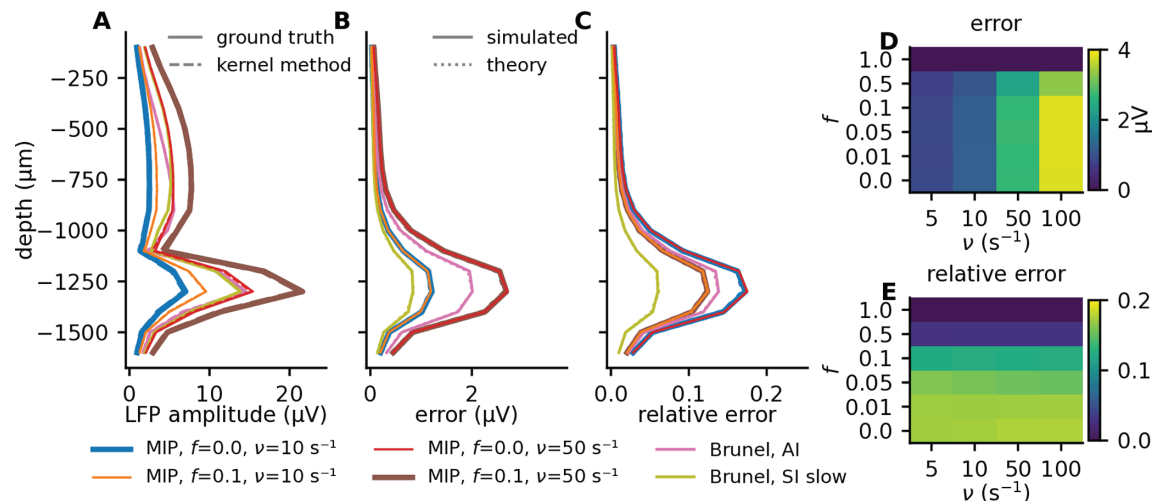 A
B
C
D
E
ground truth
kernel method
simulated
theory
depth (µm)
−250
−500
−750
−1000
−1250
−1500
0
10
20
LFP amplitude (µV)
0
2
error (µV)
0.0
0.1
0.2
relative error
error
f
1.0
0.5
0.1
0.05
0.01
0.0
5
10
50
100
ν (s⁻¹)
4
2
0
µV
relative error
f
1.0
0.5
0.1
0.05
0.01
0.0
5
10
50
100
ν (s⁻¹)
0.2
0.1
0.0
MIP, f=0.0, ν=10 s⁻¹
MIP, f=0.1, ν=10 s⁻¹
MIP, f=0.0, ν=50 s⁻¹
MIP, f=0.1, ν=50 s⁻¹
Brunel, AI
Brunel, SI slow